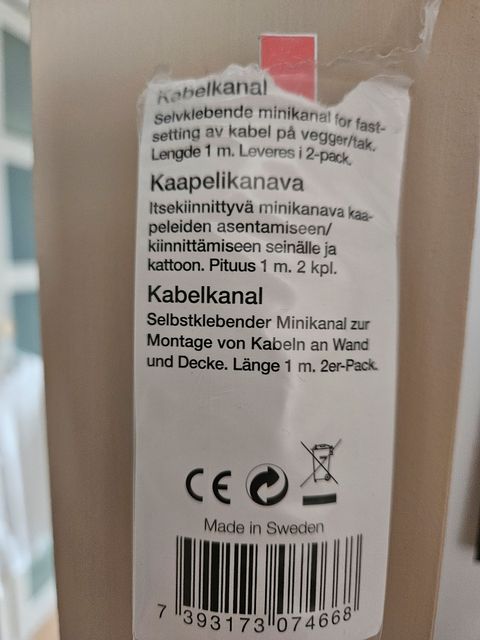 Kabelkanal
Selvklebende minikanal for fast-
setting av kabel på vegger/tak.
Lengde 1 m. Leveres i 2-pack.
Kaapelikanava
Itsekiinnittyvä minikanava kaa-
peleiden asentamiseen/
kiinnittämiseen seinälle ja
kattoon. Pituus 1 m. 2 kpl.
Kabelkanal
Selbstklebender Minikanal zur
Montage von Kabeln an Wand
und Decke. Länge 1 m. 2er-Pack.
CE
Made in Sweden
7 393173 074668